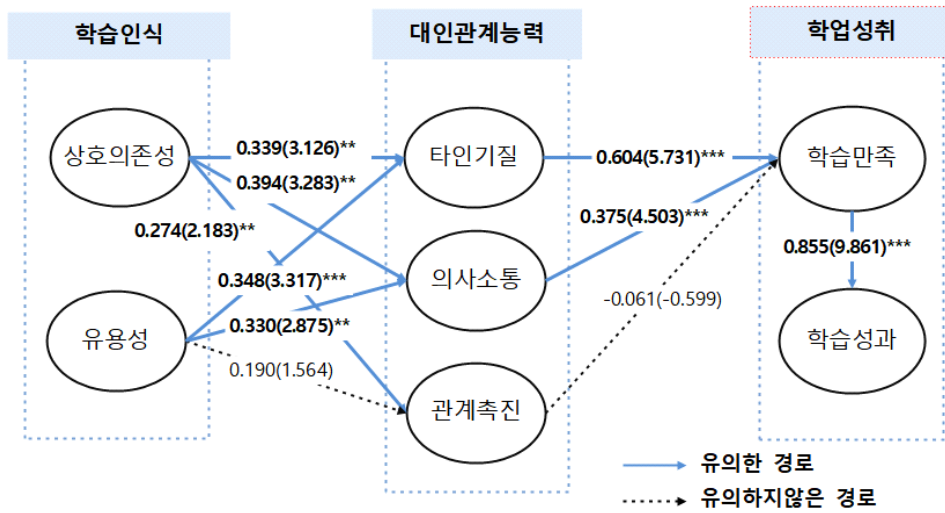 학습인식
대인관계능력
학업성취
상호의존성
0.339(3.126)**
타인기질
0.604(5.731)***
학습만족
0.394(3.283)**
0.274(2.183)**
0.375(4.503)***
0.855(9.861)***
0.348(3.317)***
의사소통
-0.061(-0.599)
0.330(2.875)**
유용성
학습성과
0.190(1.564)
관계촉진
유의한 경로
유의하지않은 경로